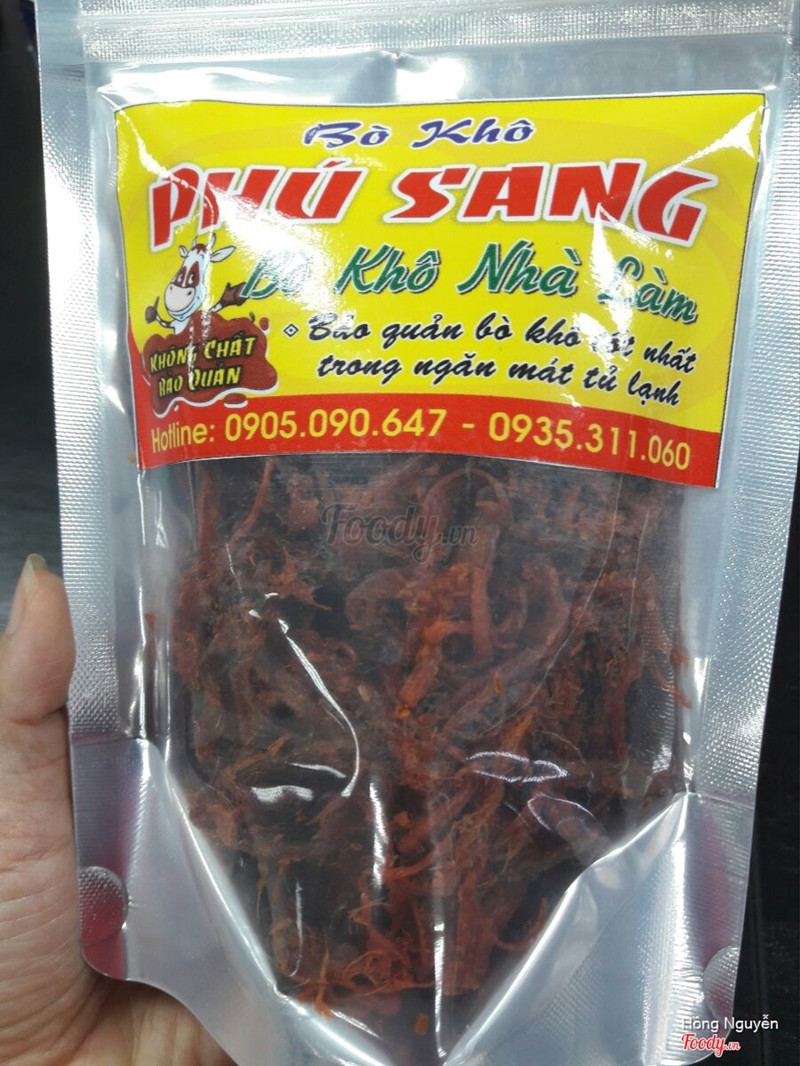 Bò Khô
PHÚ SANG
Bò Khô Nhà Làm
KHÔNG CHẤT
BẢO QUẢN
Bảo quản bò khô tốt nhất
trong ngăn mát tủ lạnh
Hotline: 0905.090.647 - 0935.311.060
Foody.vn
Hồng Nguyễn
Foody.vn